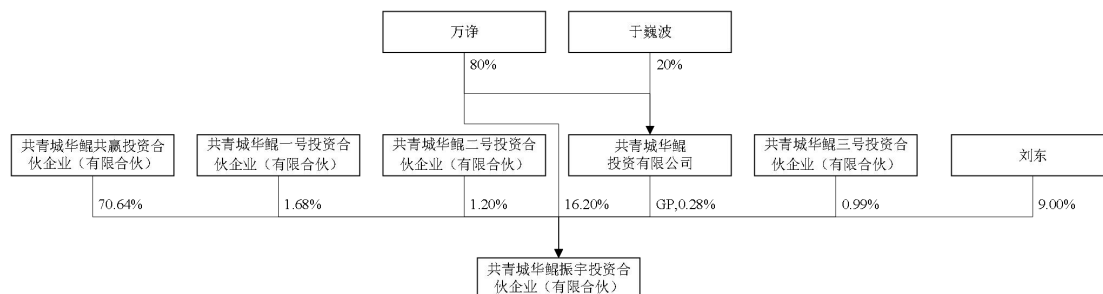 万诤
于巍波
80%
20%
共青城华鲲共赢投资合
伙企业（有限合伙）
共青城华鲲一号投资合
伙企业（有限合伙）
共青城华鲲二号投资合
伙企业（有限合伙）
共青城华鲲
投资有限公司
共青城华鲲三号投资合
伙企业（有限合伙）
刘东
70.64%
1.68%
1.20%
16.20%
GP,0.28%
0.99%
9.00%
共青城华鲲振宇投资合
伙企业（有限合伙）